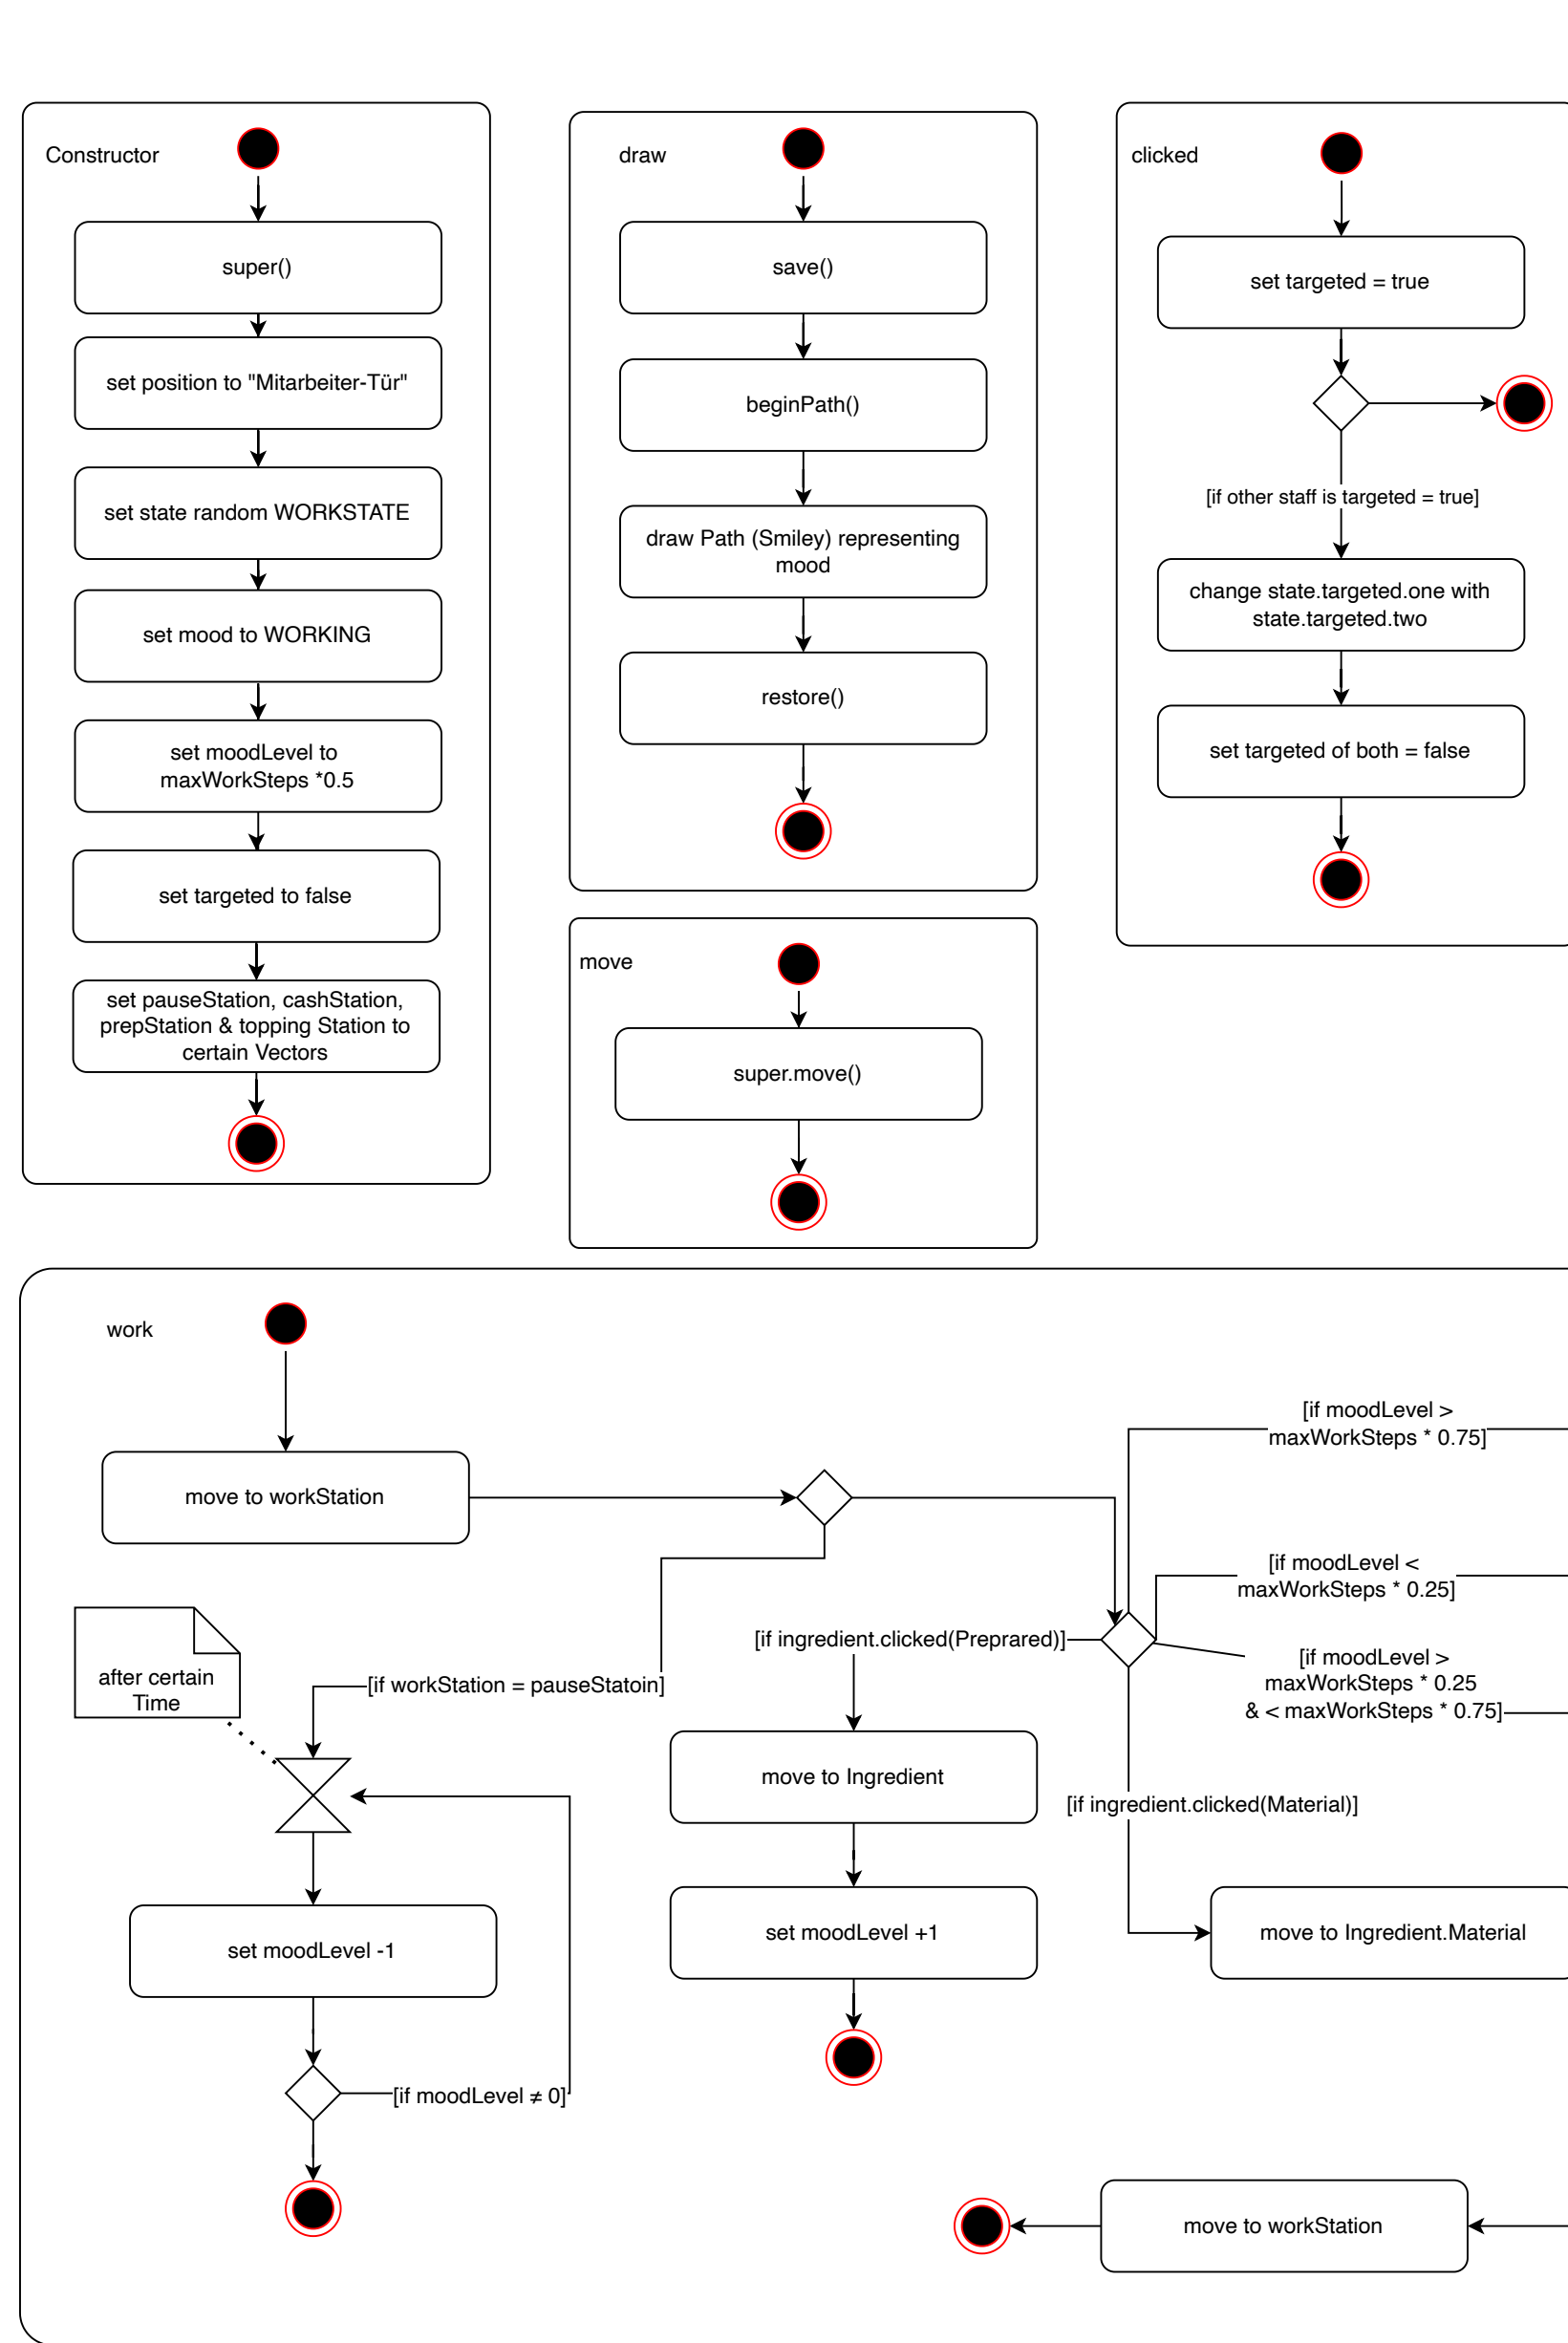 Constructor
super()
set position to "Mitarbeiter-Tür"
set state random WORKSTATE
set mood to WORKING
set moodLevel to
maxWorkSteps *0.5
set targeted to false
set pauseStation, cashStation,
prepStation & topping Station to
certain Vectors
draw
save()
beginPath()
draw Path (Smiley) representing
mood
restore()
move
super.move()
clicked
set targeted = true
[if other staff is targeted = true]
change state.targeted.one with
state.targeted.two
set targeted of both = false
work
move to workStation
[if workStation = pauseStatoin]
after certain
Time
set moodLevel -1
[if moodLevel ≠ 0]
[if ingredient.clicked(Preprared)]
move to Ingredient
set moodLevel +1
[if moodLevel >
maxWorkSteps * 0.75]
[if moodLevel <
maxWorkSteps * 0.25]
[if moodLevel >
maxWorkSteps * 0.25
& < maxWorkSteps * 0.75]
[if ingredient.clicked(Material)]
move to Ingredient.Material
move to workStation